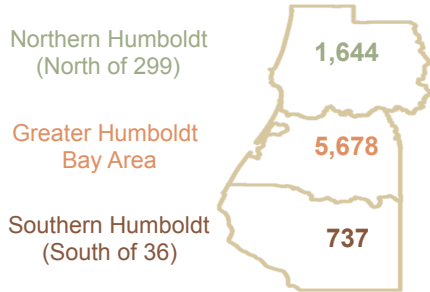 Northern Humboldt
(North of 299)
1,644
Greater Humboldt
Bay Area
5,678
Southern Humboldt
(South of 36)
737